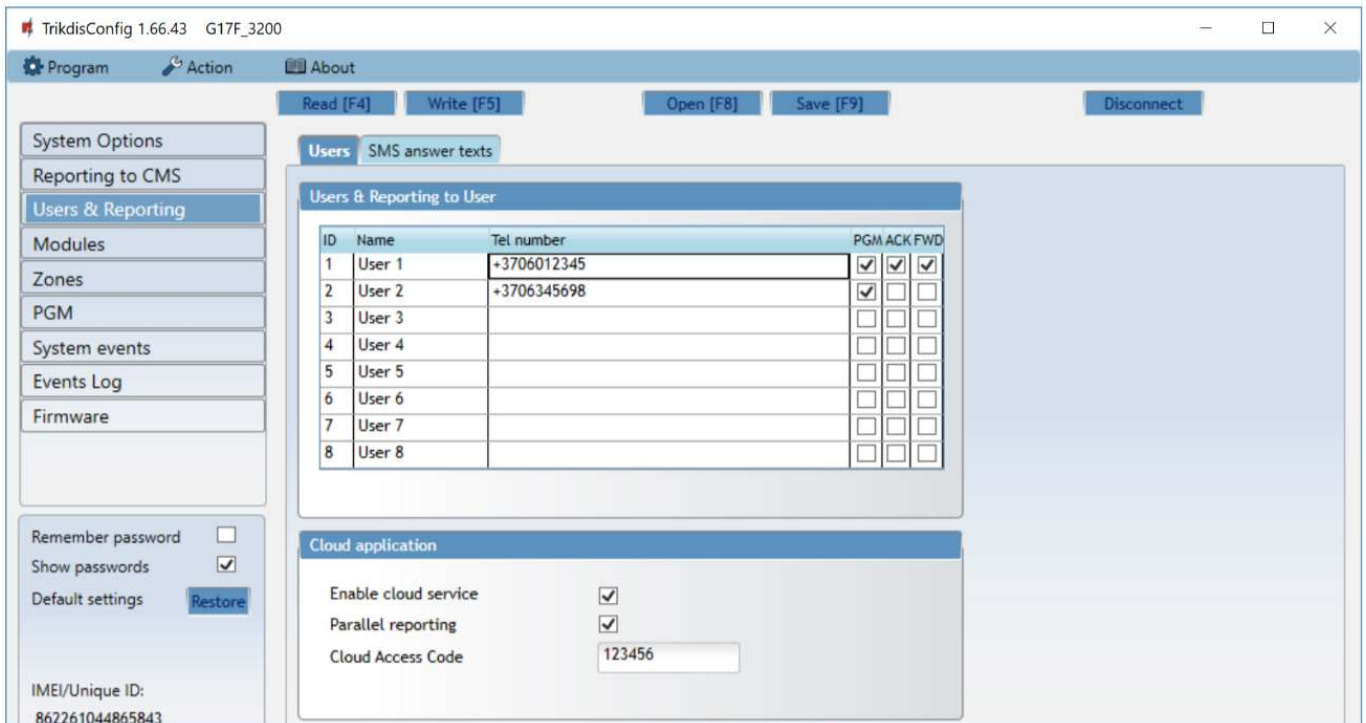 TrikdisConfig 1.66.43 G17F_3200
Program Action About
Read [F4] Write [F5] Open [F8] Save [F9] Disconnect
System Options
Reporting to CMS
Users & Reporting
Modules
Zones
PGM
System events
Events Log
Firmware
Remember password
Show passwords
Default settings Restore
IMEI/Unique ID:
862261044865843
Users SMS answer texts
Users & Reporting to User
ID Name Tel number PGM ACK FWD
1 User 1 +3706012345
2 User 2 +3706345698
3 User 3
4 User 4
5 User 5
6 User 6
7 User 7
8 User 8
Cloud application
Enable cloud service
Parallel reporting
Cloud Access Code 123456